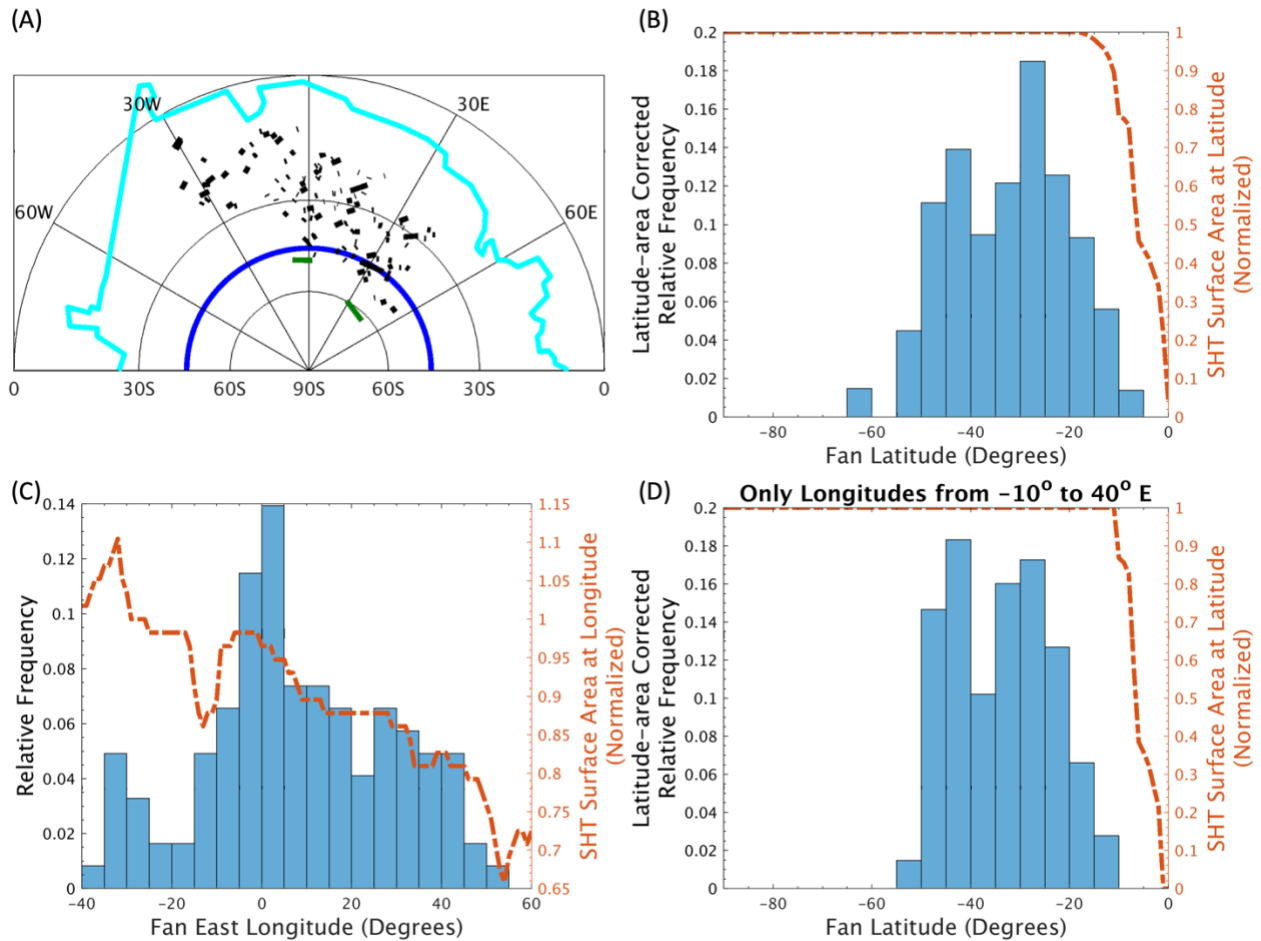 (A)
30W
30E
60W
60E
0
30S
60S
90S
60S
30S
0
(B)
Latitude-area Corrected
Relative Frequency
0.2
0.18
0.16
0.14
0.12
0.1
0.08
0.06
0.04
0.02
0
−80
−60
−40
−20
0
Fan Latitude (Degrees)
1
0.9
0.8
0.7
0.6
0.5
0.4
0.3
0.2
0.1
0
SHT Surface Area at Latitude
(Normalized)
(C)
Relative Frequency
0.14
0.12
0.1
0.08
0.06
0.04
0.02
0
−40
−20
0
20
40
60
Fan East Longitude (Degrees)
1.15
1.1
1.05
1
0.95
0.9
0.85
0.8
0.75
0.7
0.65
SHT Surface Area at Longitude
(Normalized)
(D)
Only Longitudes from −10° to 40° E
Latitude-area Corrected
Relative Frequency
0.2
0.18
0.16
0.14
0.12
0.1
0.08
0.06
0.04
0.02
0
−80
−60
−40
−20
0
Fan Latitude (Degrees)
1
0.9
0.8
0.7
0.6
0.5
0.4
0.3
0.2
0.1
0
SHT Surface Area at Latitude
(Normalized)